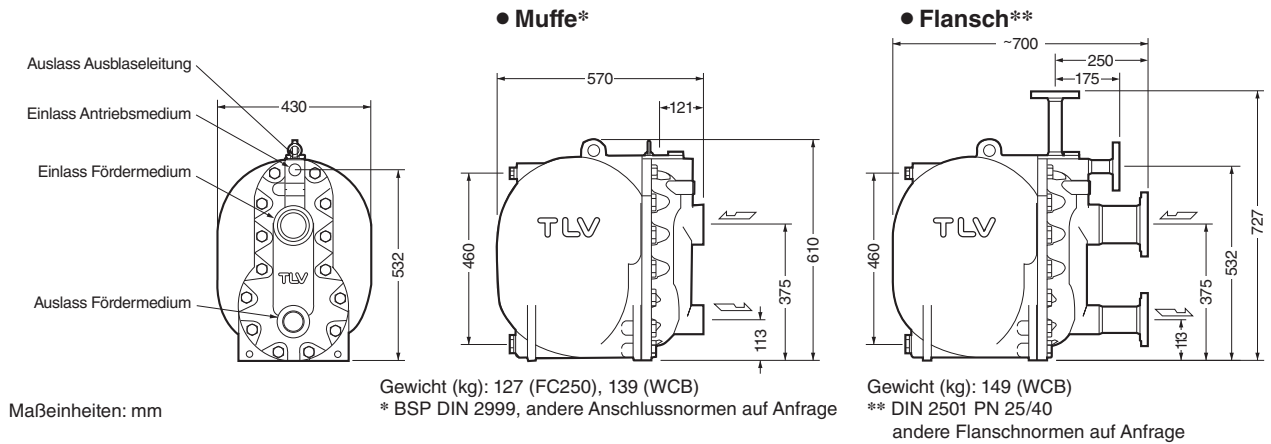 ● Muffe*
● Flansch**
Auslass Ausblaseleitung
Einlass Antriebsmedium
Einlass Fördermedium
Auslass Fördermedium
430
532
TLV
570
121
460
TLV
113
375
610
~700
250
175
460
TLV
113
375
532
727
Maßeinheiten: mm
Gewicht (kg): 127 (FC250), 139 (WCB)
* BSP DIN 2999, andere Anschlussnormen auf Anfrage
Gewicht (kg): 149 (WCB)
** DIN 2501 PN 25/40
andere Flanschnormen auf Anfrage